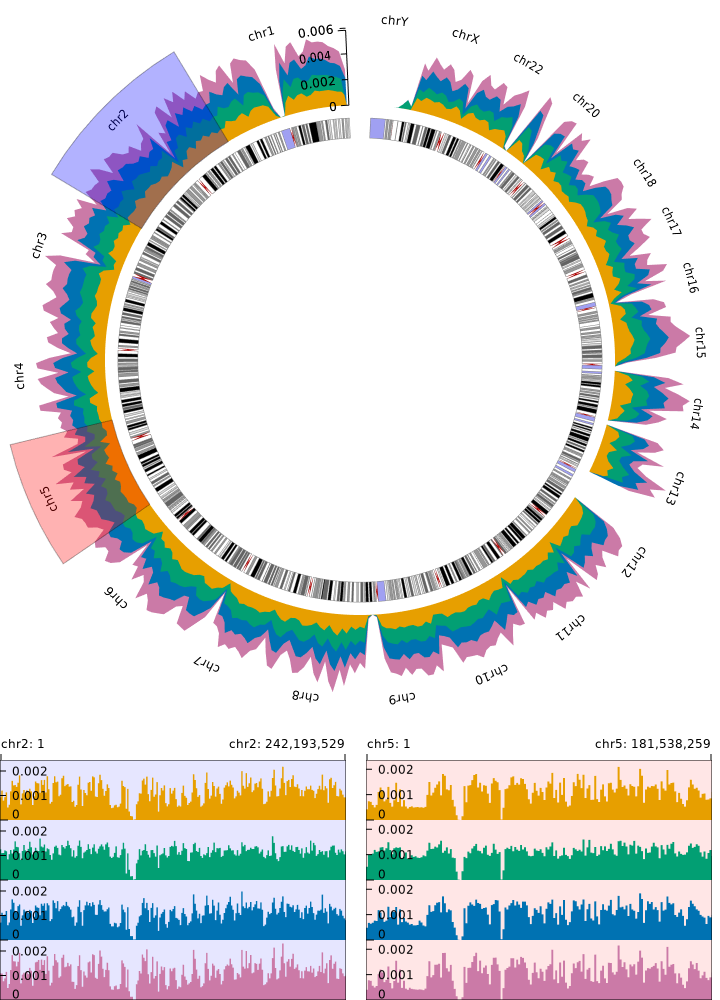 chr1
0.006
0.004
0.002
0
chrY
chrX
chr22
chr20
chr18
chr17
chr16
chr15
chr14
chr13
chr12
chr11
chr10
chr9
chr8
chr7
chr6
chr5
chr4
chr3
chr2
chr2: 1
chr2: 242,193,529
chr5: 1
chr5: 181,538,259
0.002
0.001
0
0.002
0.001
0
0.002
0.001
0
0.002
0.001
0
0.002
0.001
0
0.002
0.001
0
0.002
0.001
0
0.002
0.001
0